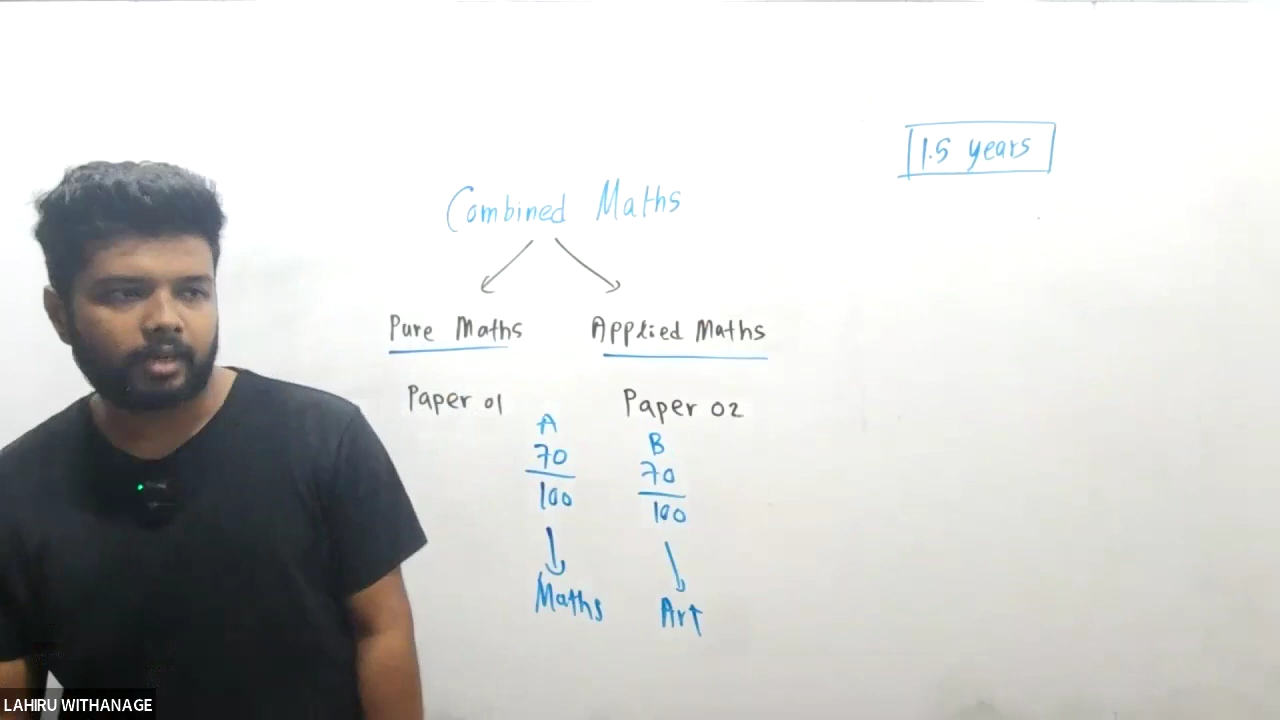 1.5 years
Combined Maths
Pure Maths
Applied Maths
Paper 01
Paper 02
A
70
100
Maths
B
70
100
Art
LAHIRU WITHANAGE